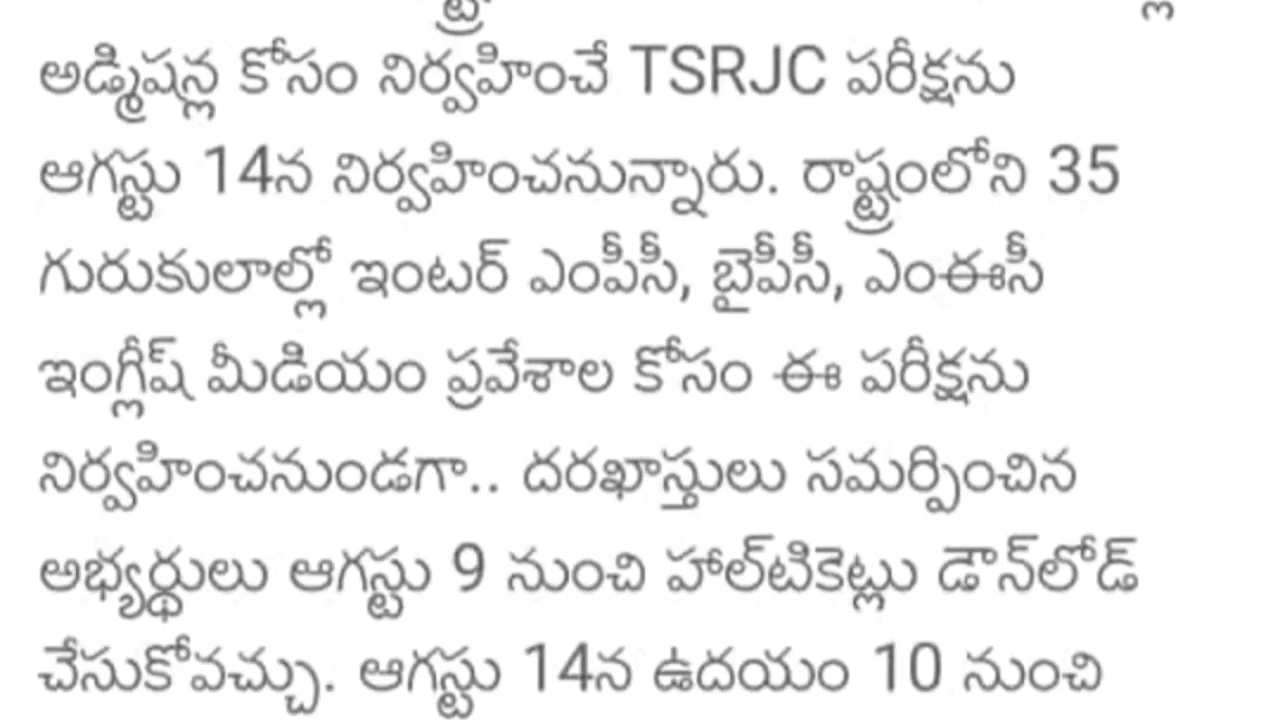 అడ్మిషన్ల కోసం నిర్వహించే TSRJC పరీక్షను
ఆగస్టు 14న నిర్వహించనున్నారు. రాష్ట్రంలోని 35
గురుకులాల్లో ఇంటర్ ఎంపీసీ, బైపీసీ, ఎంఈసీ
ఇంగ్లీష్ మీడియం ప్రవేశాల కోసం ఈ పరీక్షను
నిర్వహించనుండగా.. దరఖాస్తులు సమర్పించిన
అభ్యర్థులు ఆగస్టు 9 నుంచి హాల్‌టికెట్లు డౌన్‌లోడ్
చేసుకోవచ్చు. ఆగస్టు 14న ఉదయం 10 నుంచి